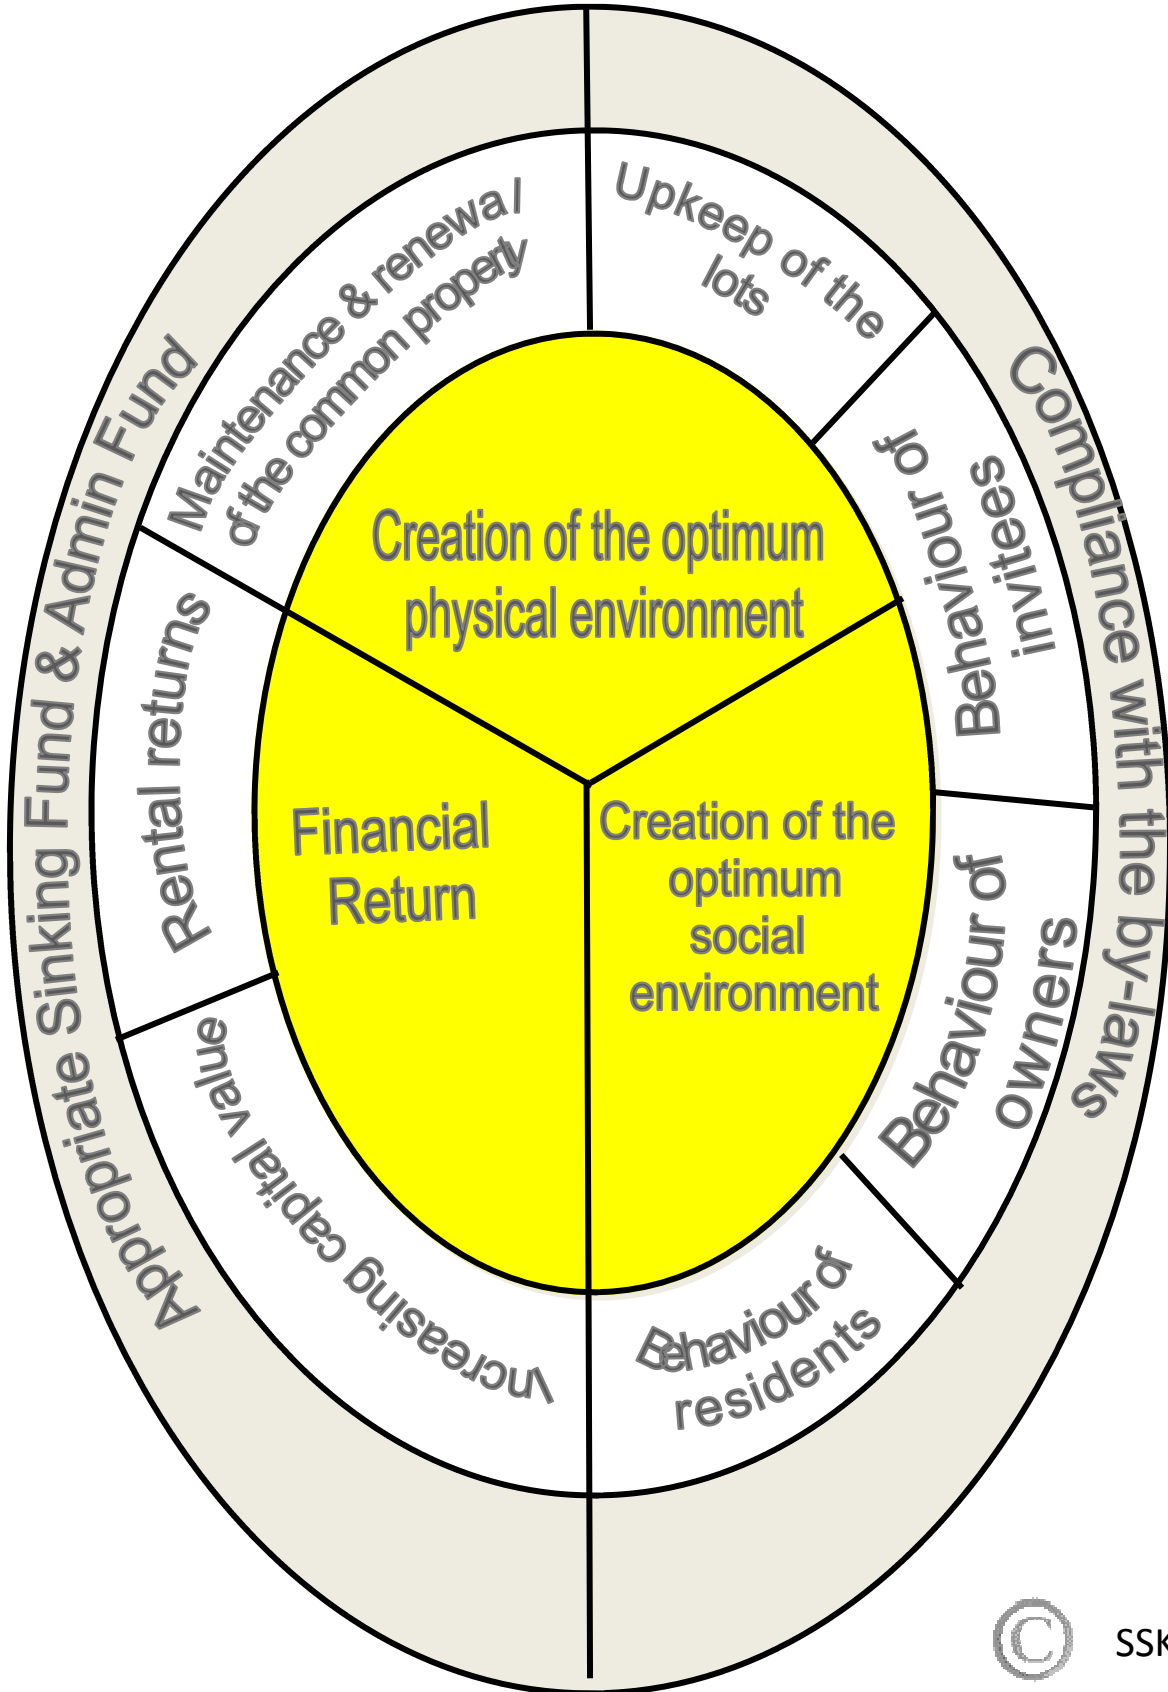 Appropriate Sinking Fund & Admin Fund
Compliance with the by-laws
Maintenance & renewal
of the common property
Upkeep of the
lots
Behaviour of
invitees
Behaviour of
owners
Behaviour of
residents
Increasing capital value
Rental returns
Creation of the optimum
physical environment
Financial
Return
Creation of the
optimum
social
environment
© SSK